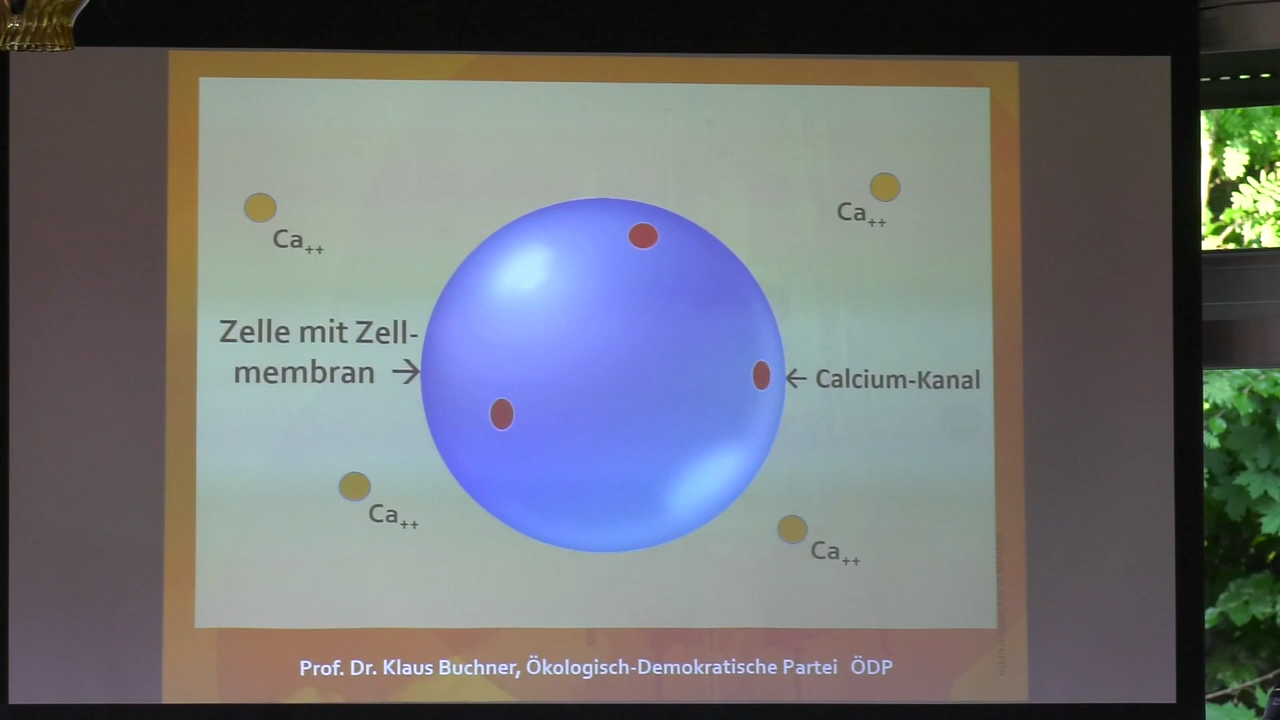 Ca++
Ca++
Zelle mit Zell-
membran →
← Calcium-Kanal
Ca++
Ca++
Prof. Dr. Klaus Buchner, Ökologisch-Demokratische Partei ÖDP